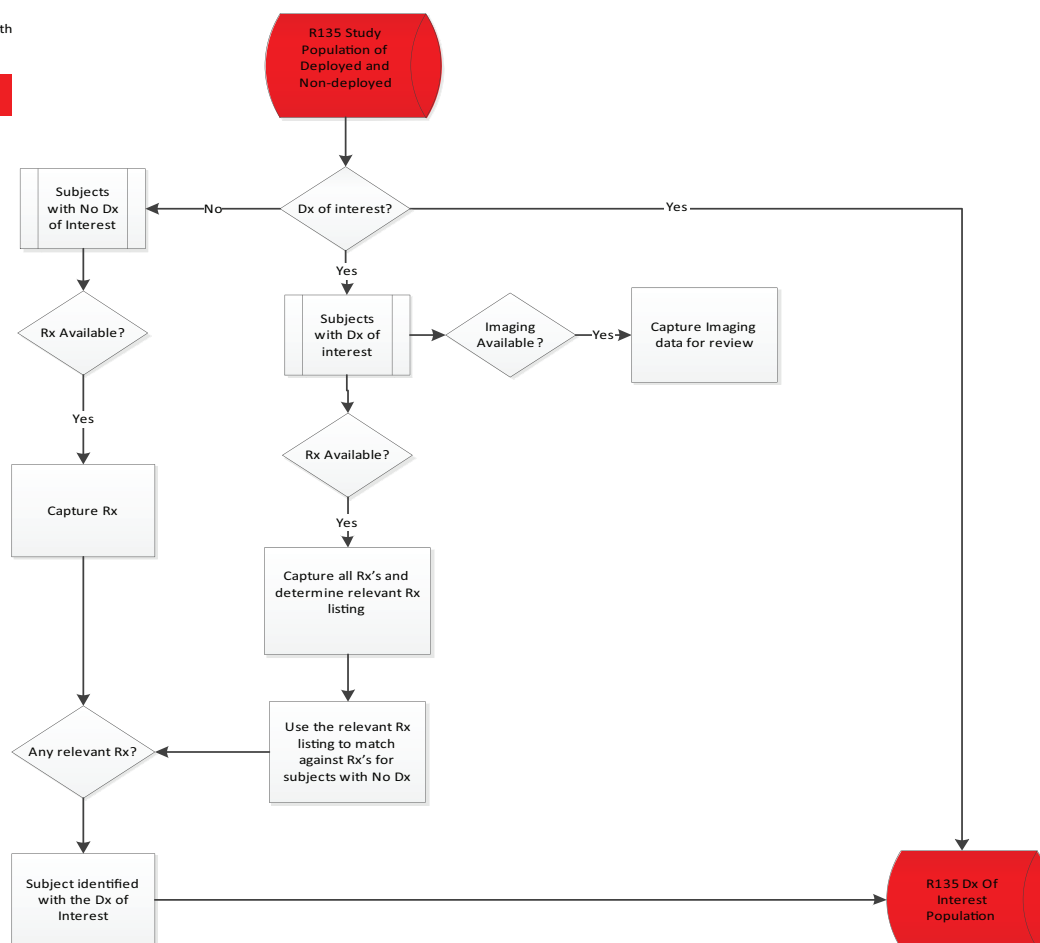 th
R135 Study
Population of
Deployed and
Non-deployed
Subjects
with No Dx
of Interest
No
Dx of interest?
Yes
Yes
Rx Available?
Subjects
with Dx of
interest
Imaging
Available?
Yes
Capture Imaging
data for review
Yes
Rx Available?
Capture Rx
Yes
Capture all Rx's and
determine relevant Rx
listing
Any relevant Rx?
Use the relevant Rx
listing to match
against Rx's for
subjects with No Dx
Subject identified
with the Dx of
Interest
R135 Dx Of
Interest
Population